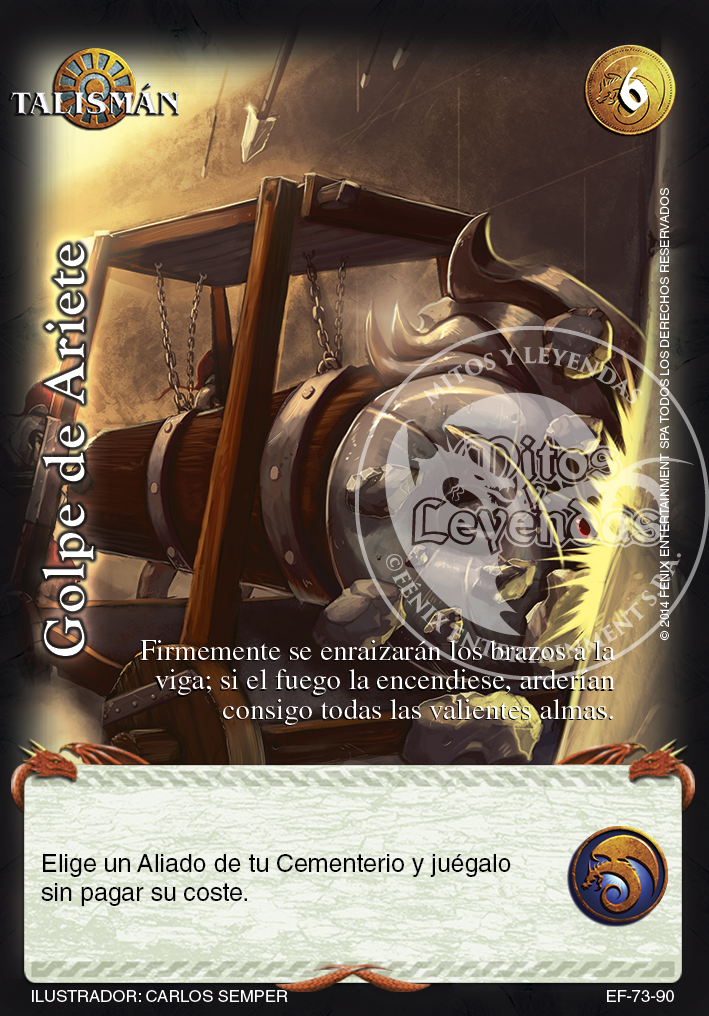 TALISMÁN
6
Golpe de Ariete
MITOS Y LEYENDAS
Mitos
Leyendas
© FÉNIX ENTERTAINMENT S.P.A.
© 2014 FÉNIX ENTERTAINMENT SPA TODOS LOS DERECHOS RESERVADOS
Firmemente se enraizarán los brazos a la
viga; si el fuego la encendiese, arderían
consigo todas las valientes almas.
Elige un Aliado de tu Cementerio y juégalo
sin pagar su coste.
ILUSTRADOR: CARLOS SEMPER
EF-73-90